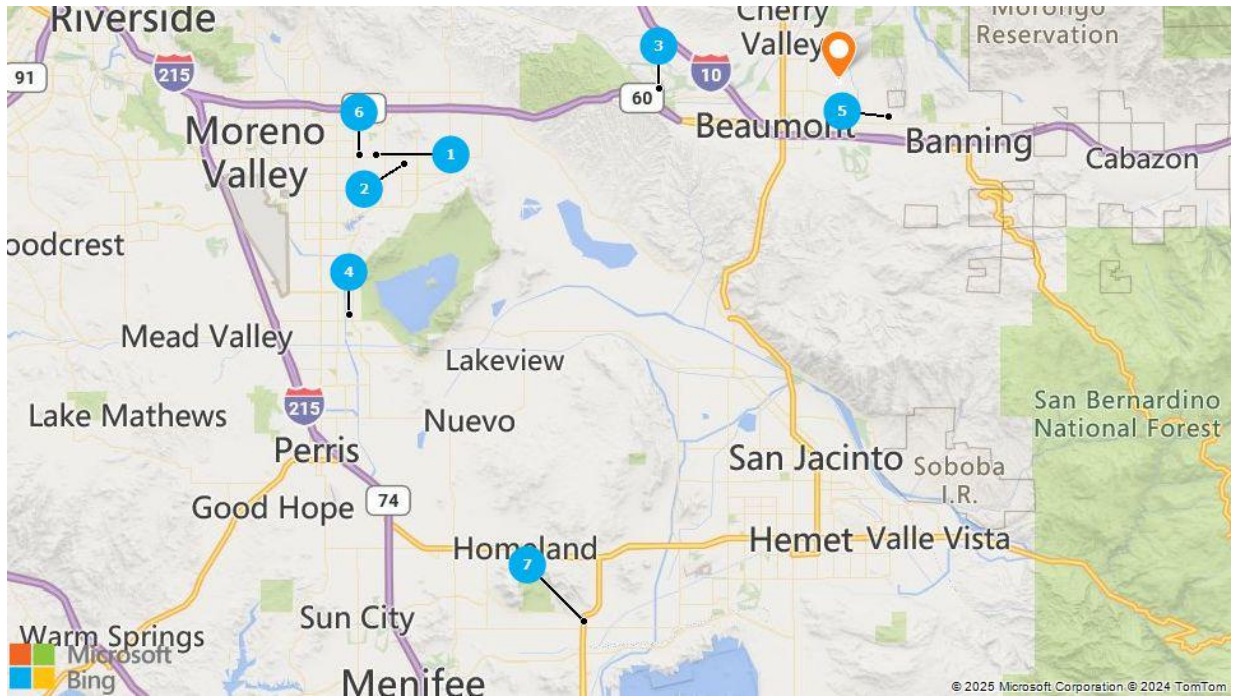 Riverside
Cherry
Valley
Morongo
Reservation
91
215
3
10
60
6
5
Moreno
Valley
1
2
Beaumont
Banning
Cabazon
oodcrest
4
Mead Valley
Lakeview
215
Lake Mathews
Nuevo
San Bernardino
National Forest
Perris
San Jacinto
Soboba
I.R.
Good Hope
74
Homeland
Hemet
Valle Vista
7
Sun City
Warm Springs
Microsoft
Bing
Menifee
© 2025 Microsoft Corporation © 2024 TomTom